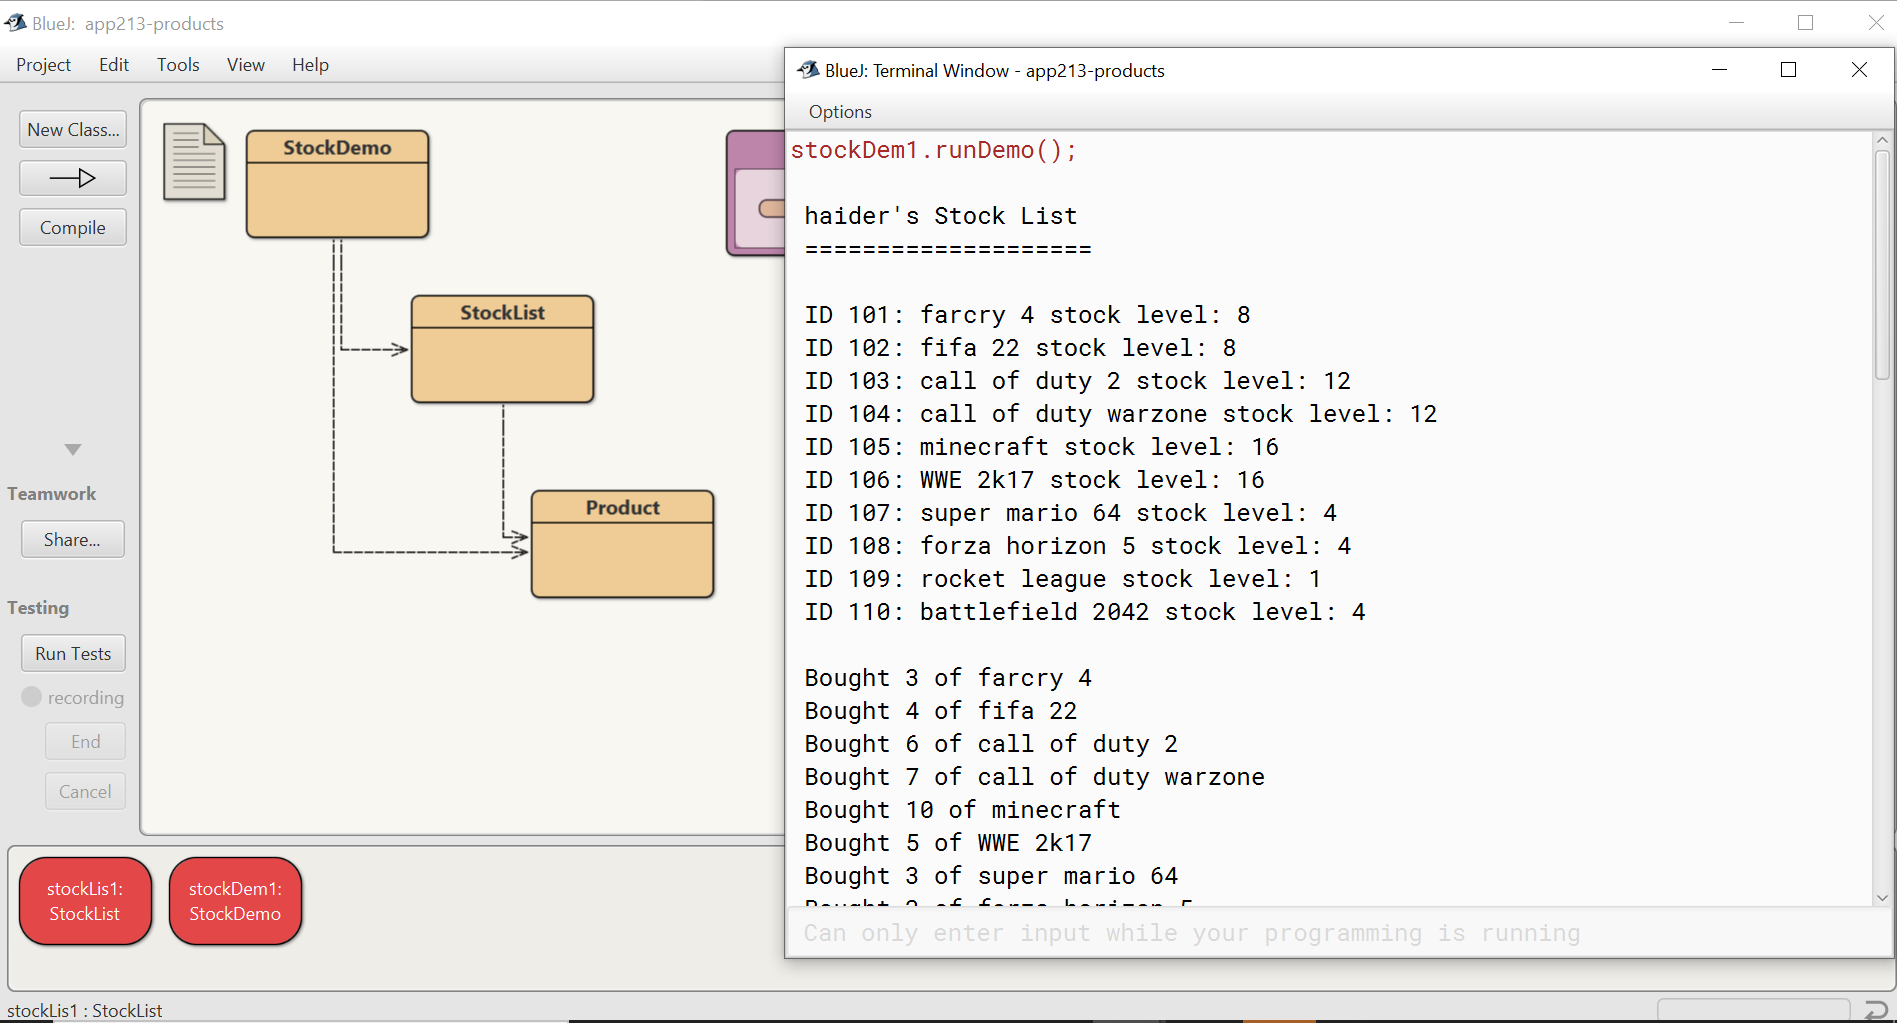 BlueJ: app213-products
Project Edit Tools View Help
New Class...
Compile
Teamwork
Share...
Testing
Run Tests
recording
End
Cancel
StockDemo
StockList
Product
BlueJ: Terminal Window - app213-products
Options
stockDem1.runDemo();
haider's Stock List
====================
ID 101: farcry 4 stock level: 8
ID 102: fifa 22 stock level: 8
ID 103: call of duty 2 stock level: 12
ID 104: call of duty warzone stock level: 12
ID 105: minecraft stock level: 16
ID 106: WWE 2k17 stock level: 16
ID 107: super mario 64 stock level: 4
ID 108: forza horizon 5 stock level: 4
ID 109: rocket league stock level: 1
ID 110: battlefield 2042 stock level: 4
Bought 3 of farcry 4
Bought 4 of fifa 22
Bought 6 of call of duty 2
Bought 7 of call of duty warzone
Bought 10 of minecraft
Bought 5 of WWE 2k17
Bought 3 of super mario 64
Bought of forza horizon 5
Can only enter input while your programming is running
stockLis1:
StockList
stockDem1:
StockDemo
stockLis1 : StockList